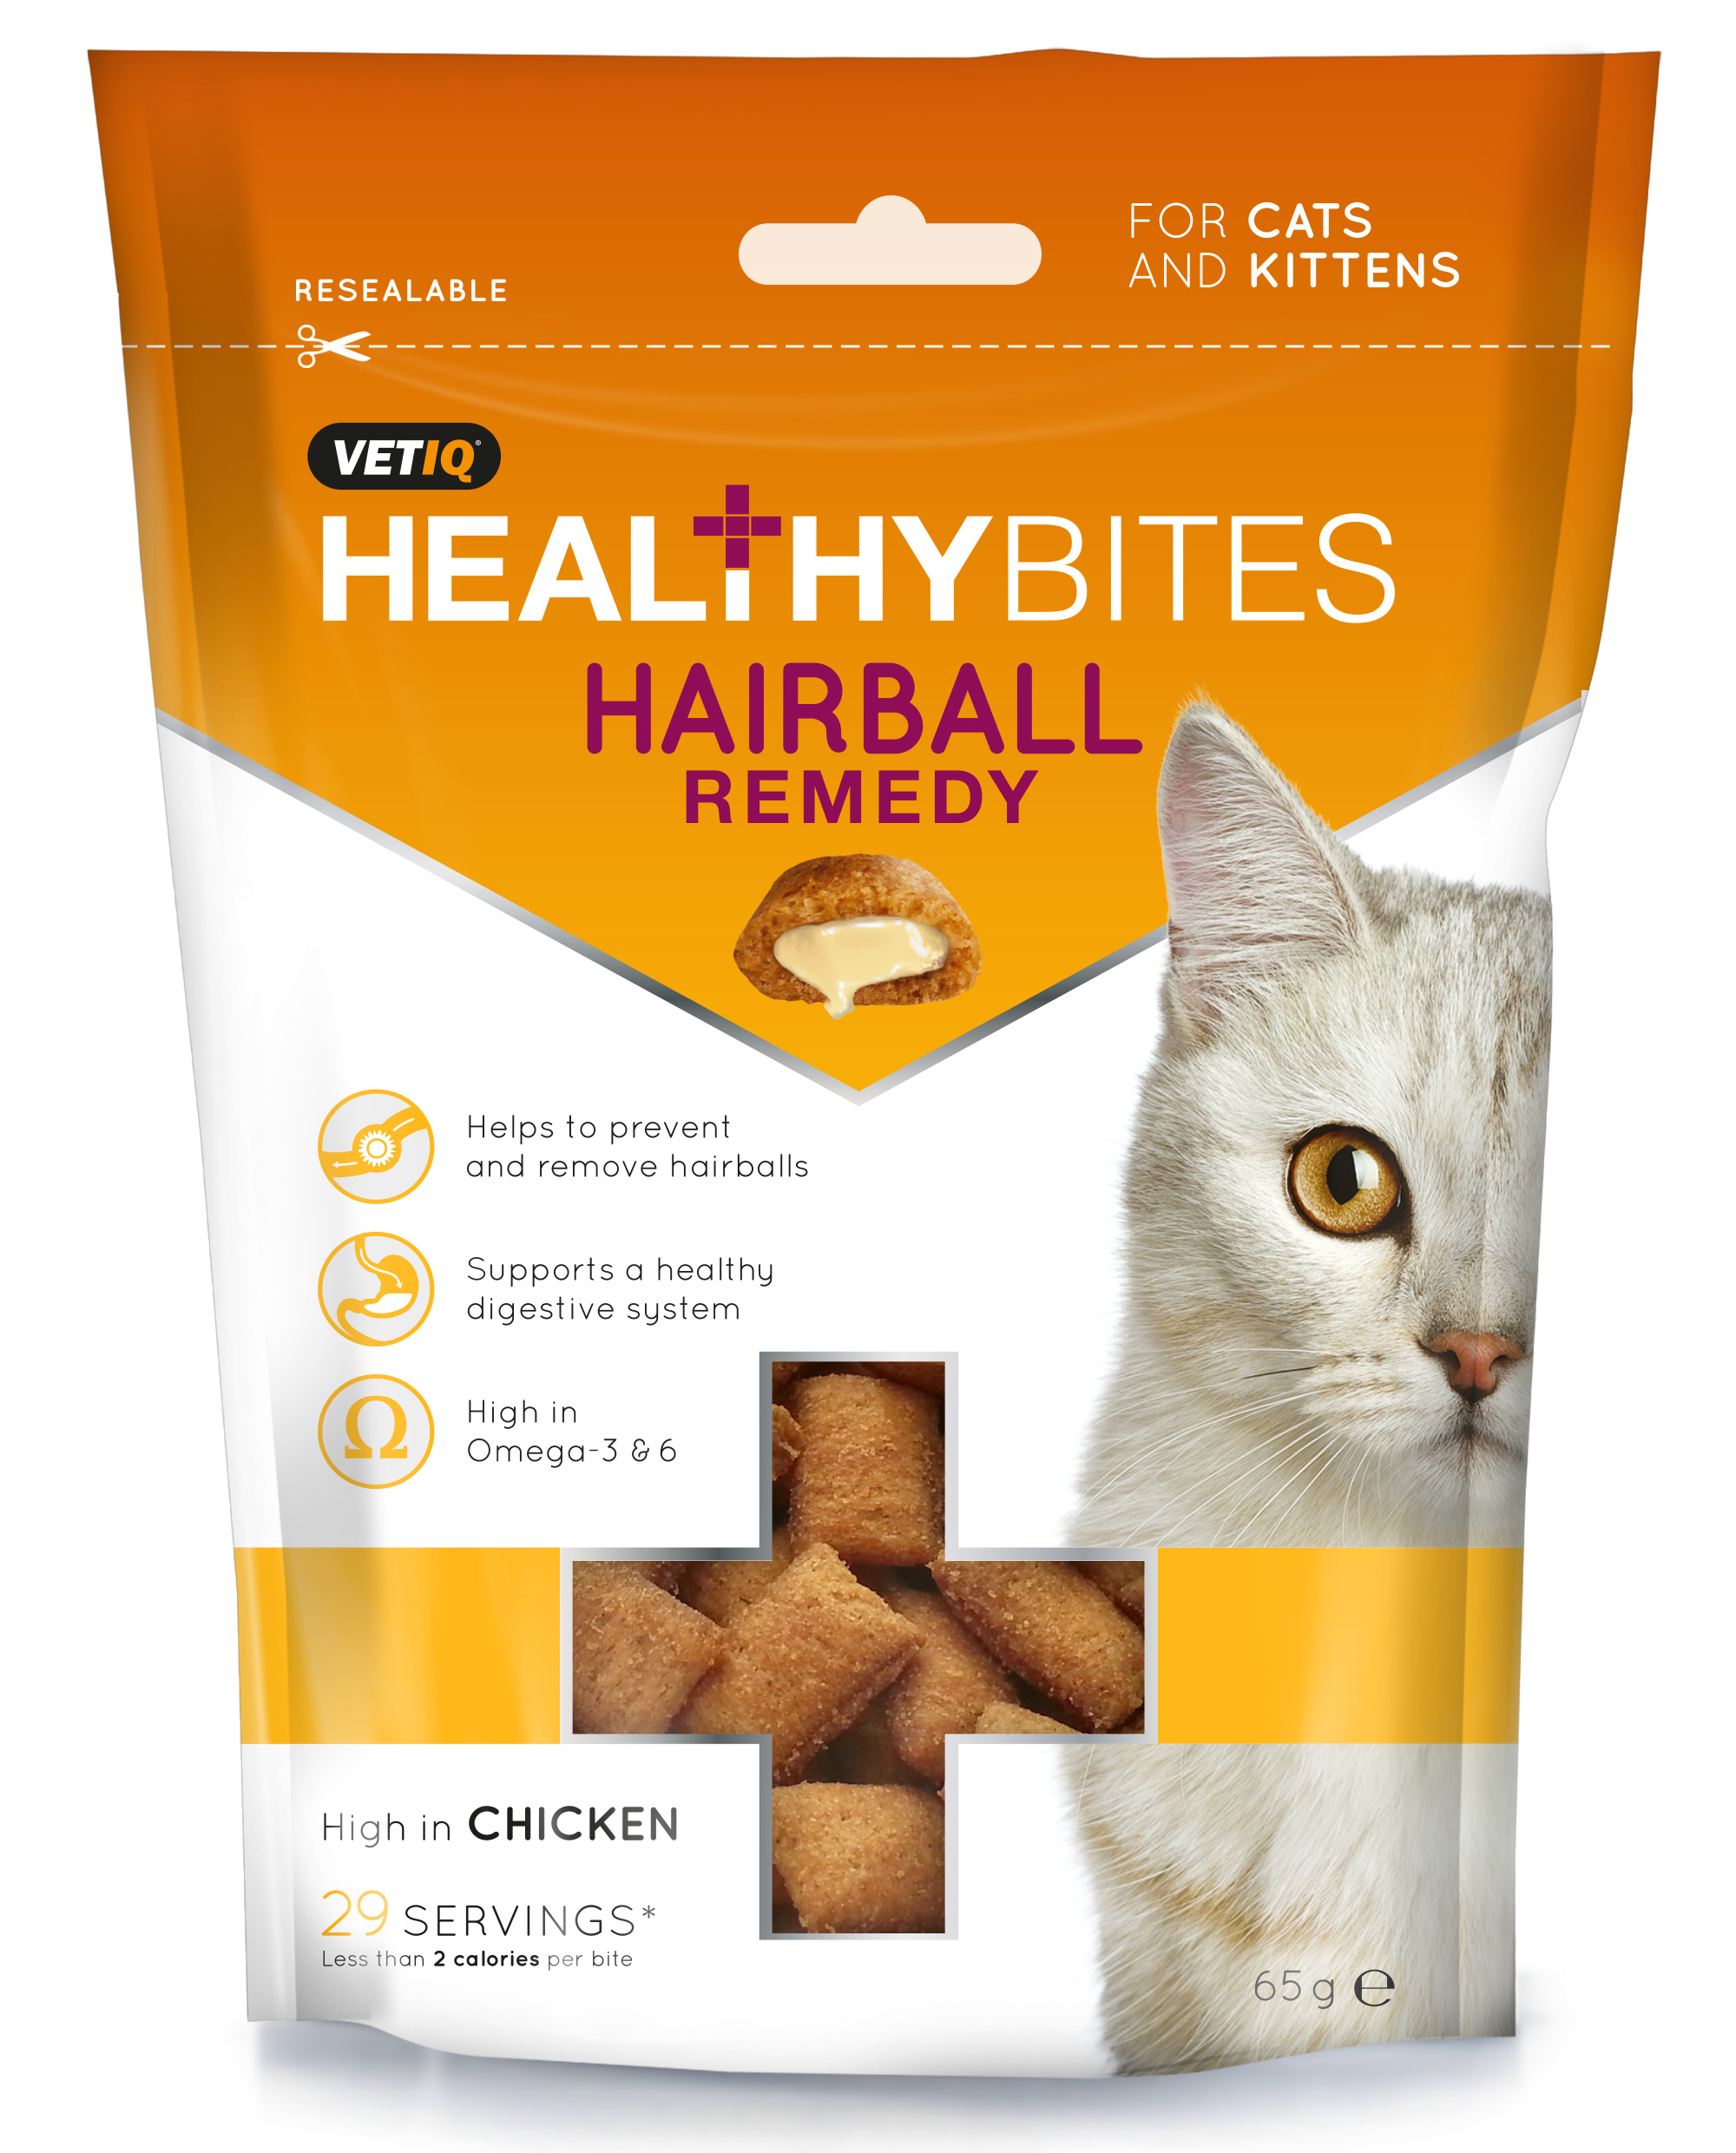 FOR CATS
AND KITTENS
RESEALABLE
VETIQ®
HEALTHYBITES
HAIRBALL
REMEDY
Helps to prevent
and remove hairballs
Supports a healthy
digestive system
Ω
High in
Omega-3 & 6
High in CHICKEN
29 SERVINGS*
Less than 2 calories per bite
65g ℮